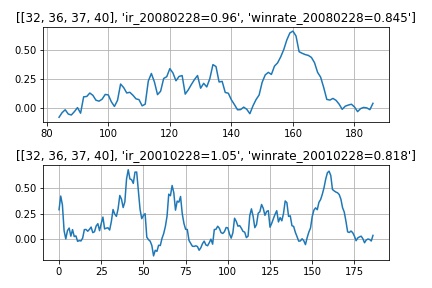 [[32, 36, 37, 40], 'ir_20080228=0.96', 'winrate_20080228=0.845']
0.50
0.25
0.00
80 100 120 140 160 180
[[32, 36, 37, 40], 'ir_20010228=1.05', 'winrate_20010228=0.818']
0.50
0.25
0.00
0 25 50 75 100 125 150 175